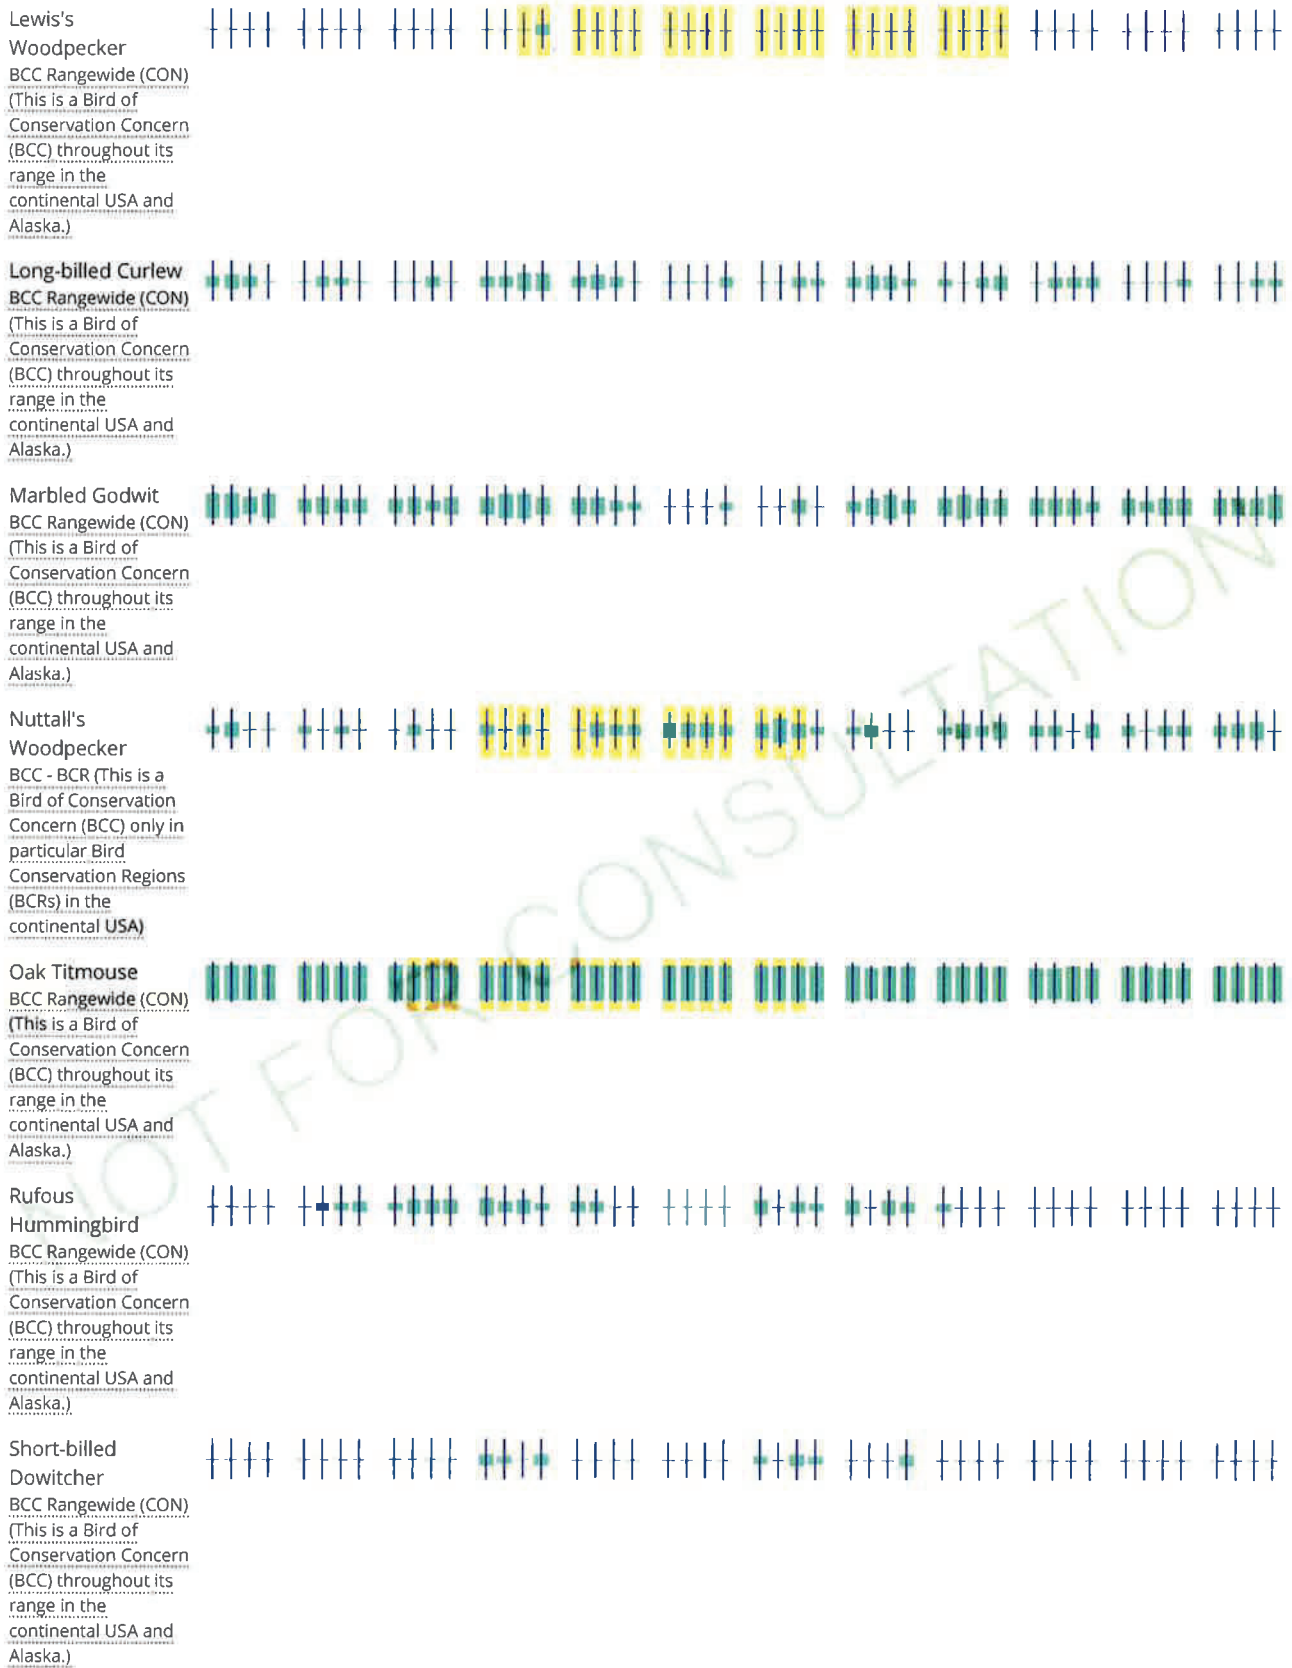 Lewis's
Woodpecker
BCC Rangewide (CON)
(This is a Bird of
Conservation Concern
(BCC) throughout its
range in the
continental USA and
Alaska.)
Long-billed Curlew
BCC Rangewide (CON)
(This is a Bird of
Conservation Concern
(BCC) throughout its
range in the
continental USA and
Alaska.)
Marbled Godwit
BCC Rangewide (CON)
(This is a Bird of
Conservation Concern
(BCC) throughout its
range in the
continental USA and
Alaska.)
Nuttall's
Woodpecker
BCC - BCR (This is a
Bird of Conservation
Concern (BCC) only in
particular Bird
Conservation Regions
(BCRs) in the
continental USA)
Oak Titmouse
BCC Rangewide (CON)
(This is a Bird of
Conservation Concern
(BCC) throughout its
range in the
continental USA and
Alaska.)
Rufous
Hummingbird
BCC Rangewide (CON)
(This is a Bird of
Conservation Concern
(BCC) throughout its
range in the
continental USA and
Alaska.)
Short-billed
Dowitcher
BCC Rangewide (CON)
(This is a Bird of
Conservation Concern
(BCC) throughout its
range in the
continental USA and
Alaska.)
NOT FOR CONSULTATION